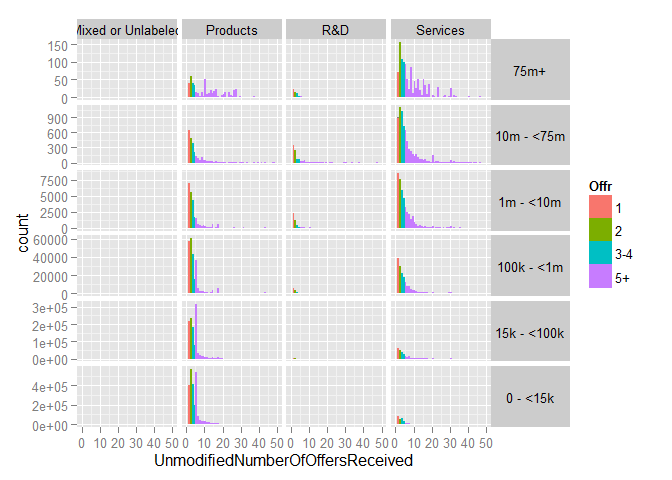 Mixed or Unlabeled Products R&D Services
150
100
50
0
75m+
900
600
300
0
10m - <75m
7500
5000
2500
0
1m - <10m
60000
40000
20000
0
100k - <1m
3e+05
2e+05
1e+05
0e+00
15k - <100k
4e+05
2e+05
0e+00
0 - <15k
count
Offr
1
2
3-4
5+
0 10 20 30 40 50 0 10 20 30 40 50 0 10 20 30 40 50 0 10 20 30 40 50
UnmodifiedNumberOfOffersReceived